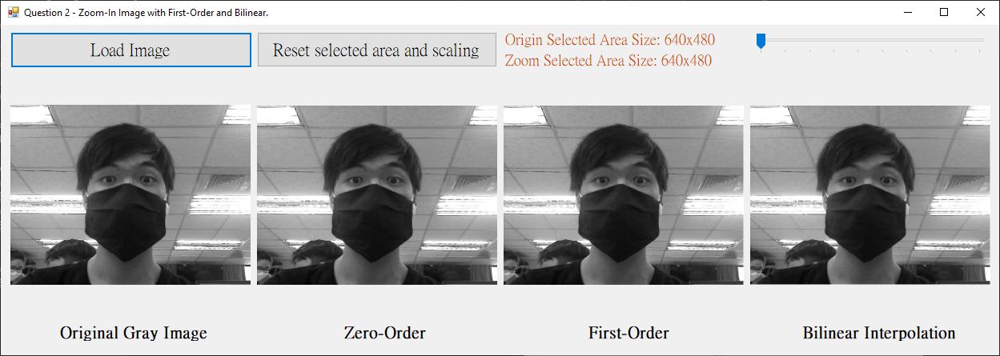 Question 2 - Zoom-In Image with First-Order and Bilinear.
Load Image
Reset selected area and scaling
Origin Selected Area Size: 640x480
Zoom Selected Area Size: 640x480
Original Gray Image
Zero-Order
First-Order
Bilinear Interpolation